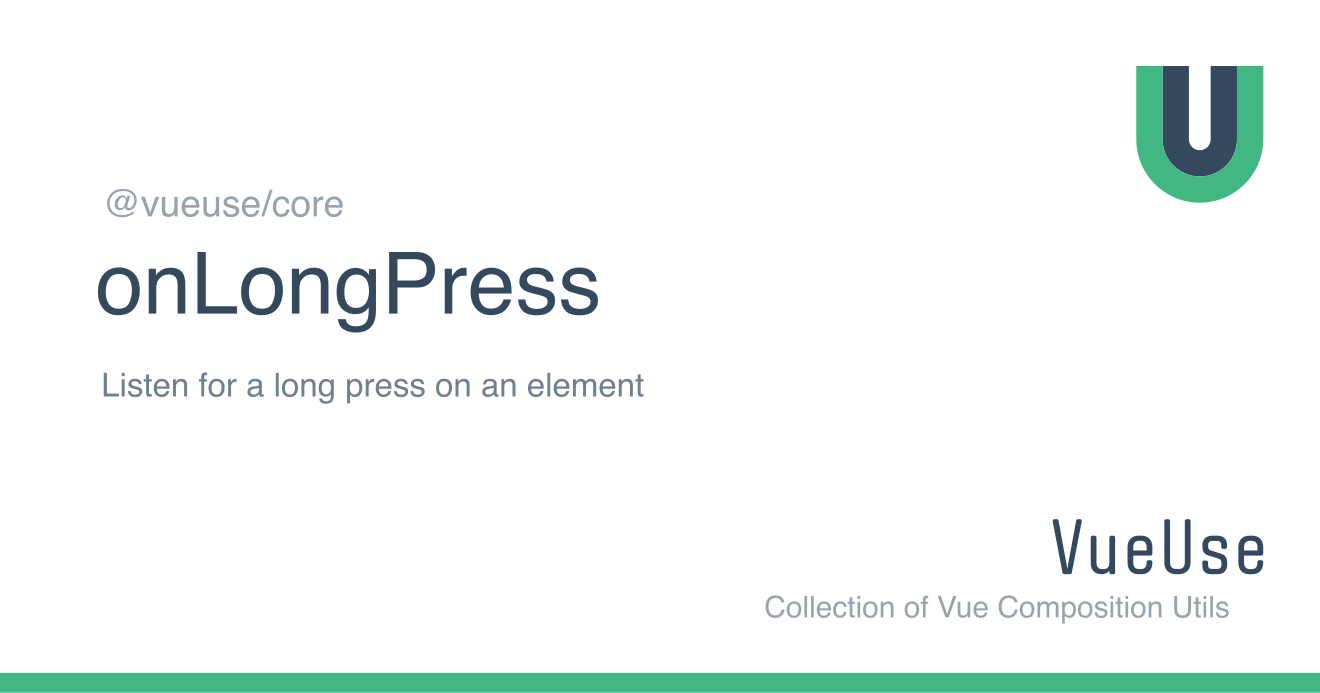 @vueuse/core
onLongPress
Listen for a long press on an element
VueUse
Collection of Vue Composition Utils